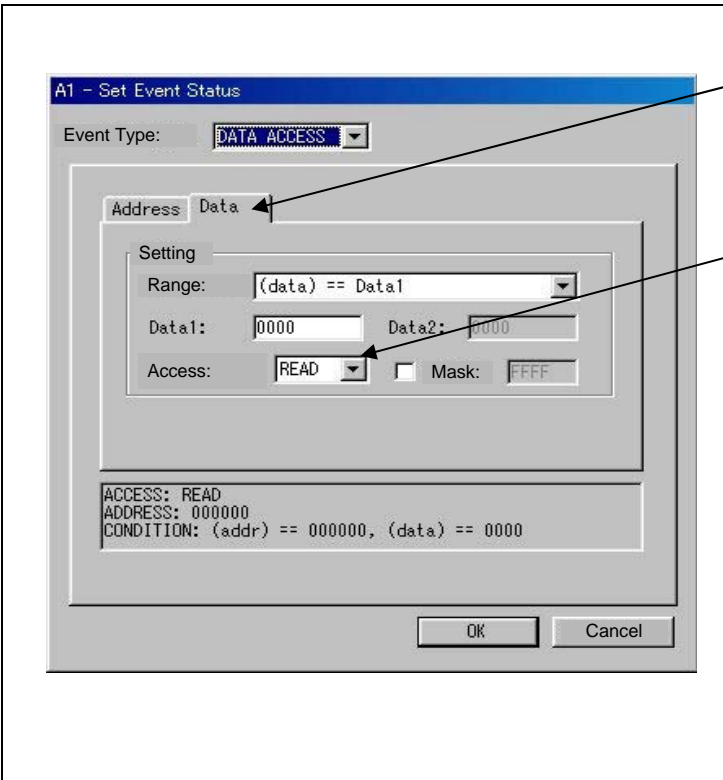 A1 - Set Event Status
Event Type: DATA ACCESS
Address Data
Setting
Range: (data) == Data1
Data1: 0000 Data2: 0000
Access: READ Mask: FFFF
ACCESS: READ
ADDRESS: 000000
CONDITION: (addr) == 000000, (data) == 0000
OK Cancel